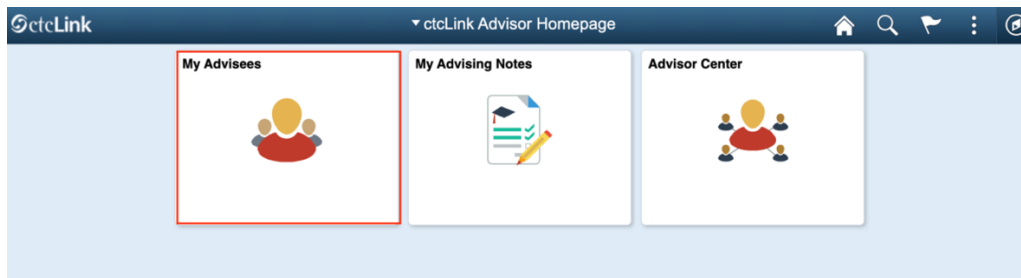 ctcLink
ctcLink Advisor Homepage
My Advisees
My Advising Notes
Advisor Center